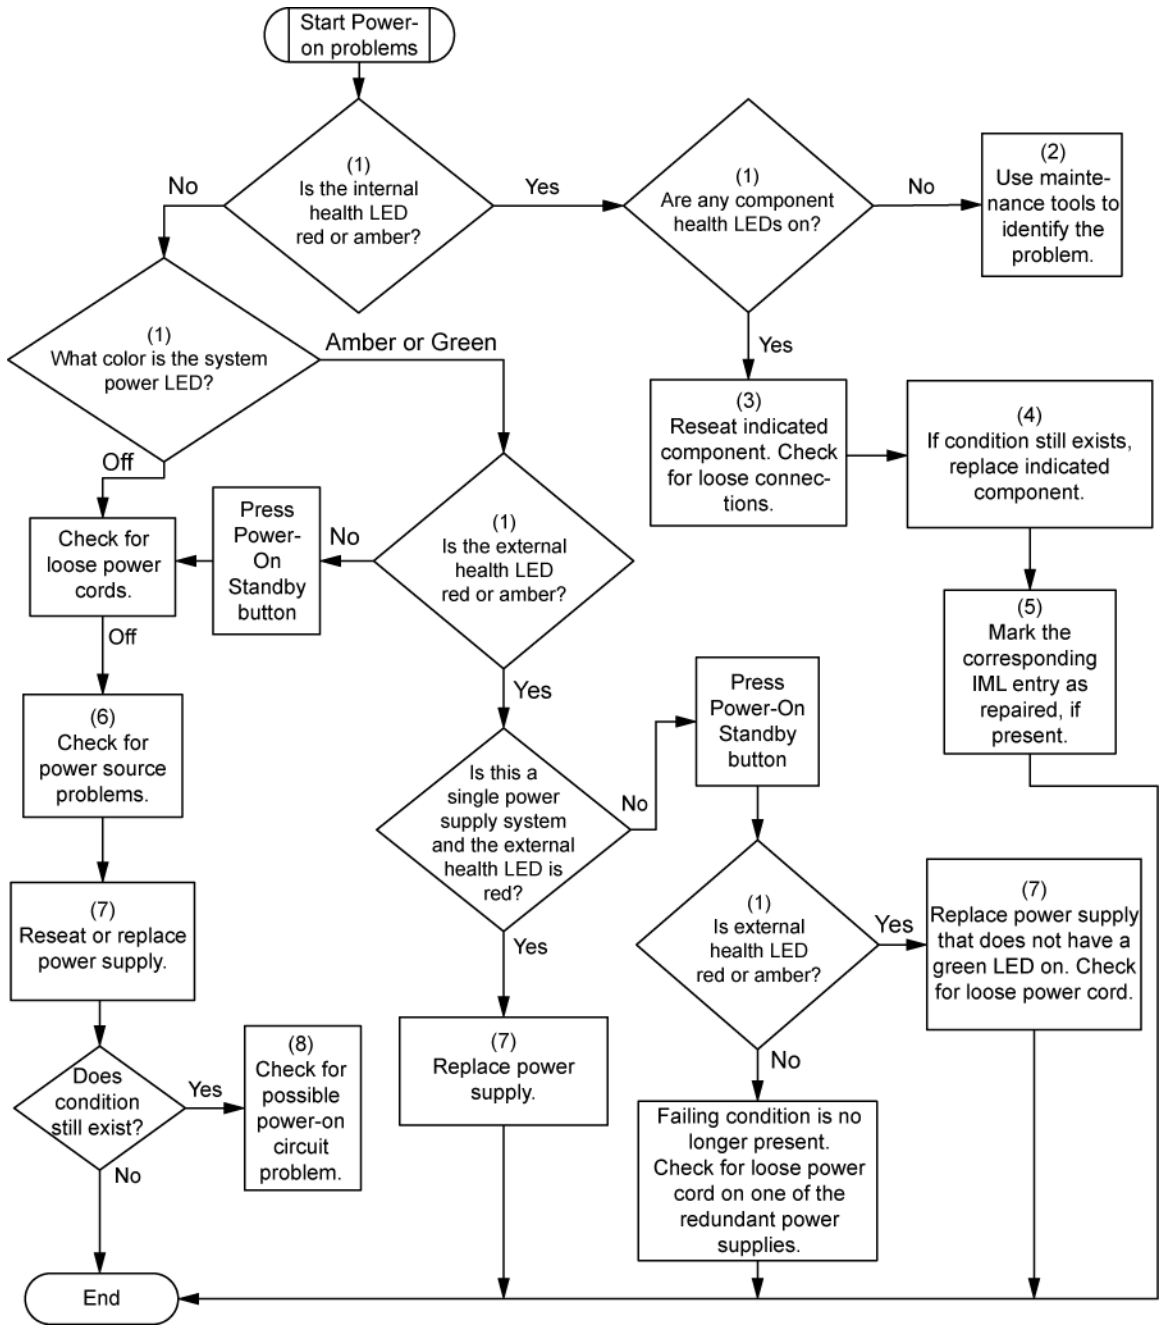 Start Power-
on problems
(1)
Is the internal
health LED
red or amber?
No
Yes
(1)
Are any component
health LEDs on?
No
(2)
Use mainte-
nance tools to
identify the
problem.
Yes
(1)
What color is the system
power LED?
Amber or Green
Off
(3)
Reseat indicated
component. Check
for loose connec-
tions.
(4)
If condition still exists,
replace indicated
component.
(5)
Mark the
corresponding
IML entry as
repaired, if
present.
Check for
loose power
cords.
Press
Power-
On
Standby
button
No
(1)
Is the external
health LED
red or amber?
Off
Yes
(6)
Check for
power source
problems.
Is this a
single power
supply system
and the external
health LED is
red?
No
Press
Power-On
Standby
button
Yes
(7)
Reseat or replace
power supply.
(1)
Is external
health LED
red or amber?
Yes
(7)
Replace power supply
that does not have a
green LED on. Check
for loose power cord.
No
(7)
Replace power
supply.
Does
condition
still exist?
Yes
(8)
Check for
possible
power-on
circuit
problem.
No
Failing condition is no
longer present.
Check for loose power
cord on one of the
redundant power
supplies.
End